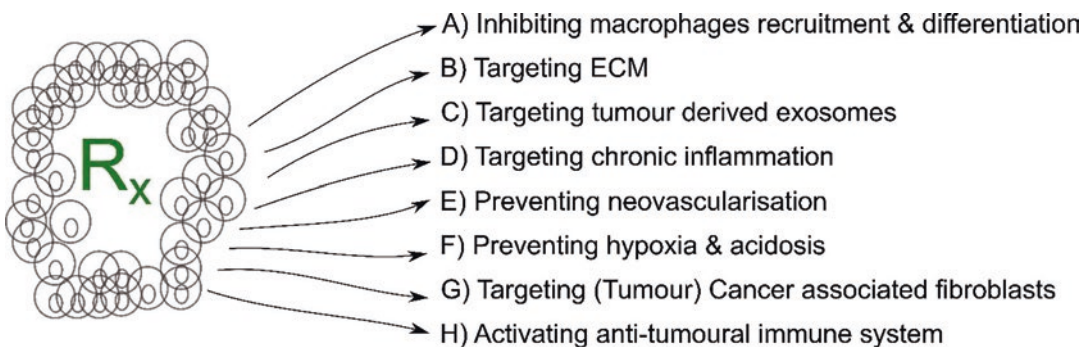 Rx
A) Inhibiting macrophages recruitment & differentiation
B) Targeting ECM
C) Targeting tumour derived exosomes
D) Targeting chronic inflammation
E) Preventing neovascularisation
F) Preventing hypoxia & acidosis
G) Targeting (Tumour) Cancer associated fibroblasts
H) Activating anti-tumoural immune system